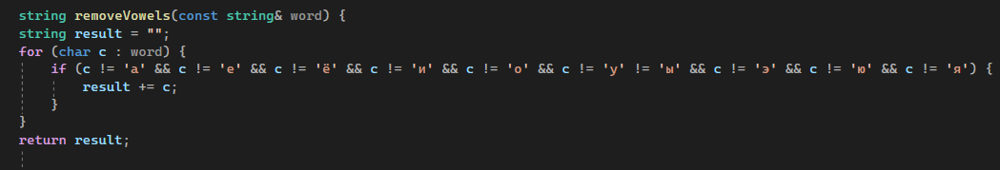 string removeVowels(const string& word) {
string result = "";
for (char c : word) {
if (c != 'а' && c != 'е' && c != 'ё' && c != 'и' && c != 'о' && c != 'у' != 'ы' && c != 'э' && c != 'ю' && c != 'я') {
result += c;
}
}
return result;